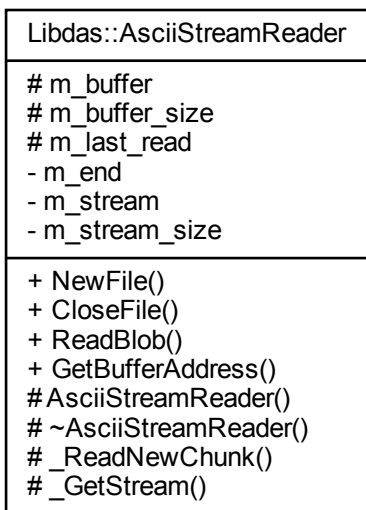 Libdas::AsciiStreamReader
# m_buffer
# m_buffer_size
# m_last_read
- m_end
- m_stream
- m_stream_size
+ NewFile()
+ CloseFile()
+ ReadBlob()
+ GetBufferAddress()
# AsciiStreamReader()
# ~AsciiStreamReader()
# _ReadNewChunk()
# _GetStream()